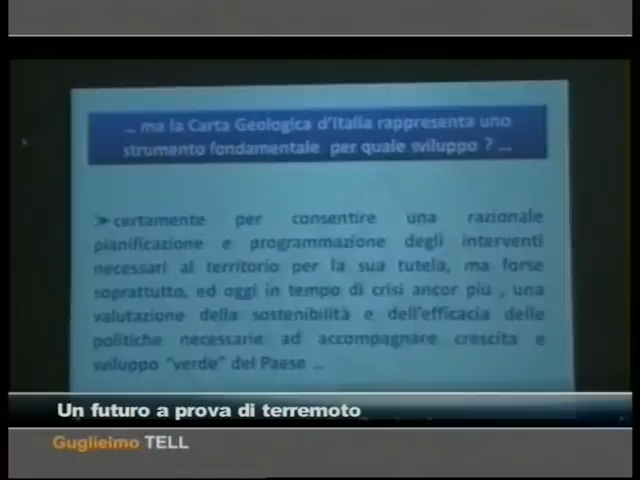 ... ma la Carta Geologica d'Italia rappresenta uno
strumento fondamentale per quale sviluppo ? ...
➢certamente per consentire una razionale
pianificazione e programmazione degli interventi
necessari al territorio per la sua tutela, ma forse
soprattutto, ed oggi in tempo di crisi ancor più , una
valutazione della sostenibilità e dell'efficacia delle
politiche necessarie ad accompagnare crescita e
sviluppo "verde" del Paese ...
Un futuro a prova di terremoto
Guglielmo TELL